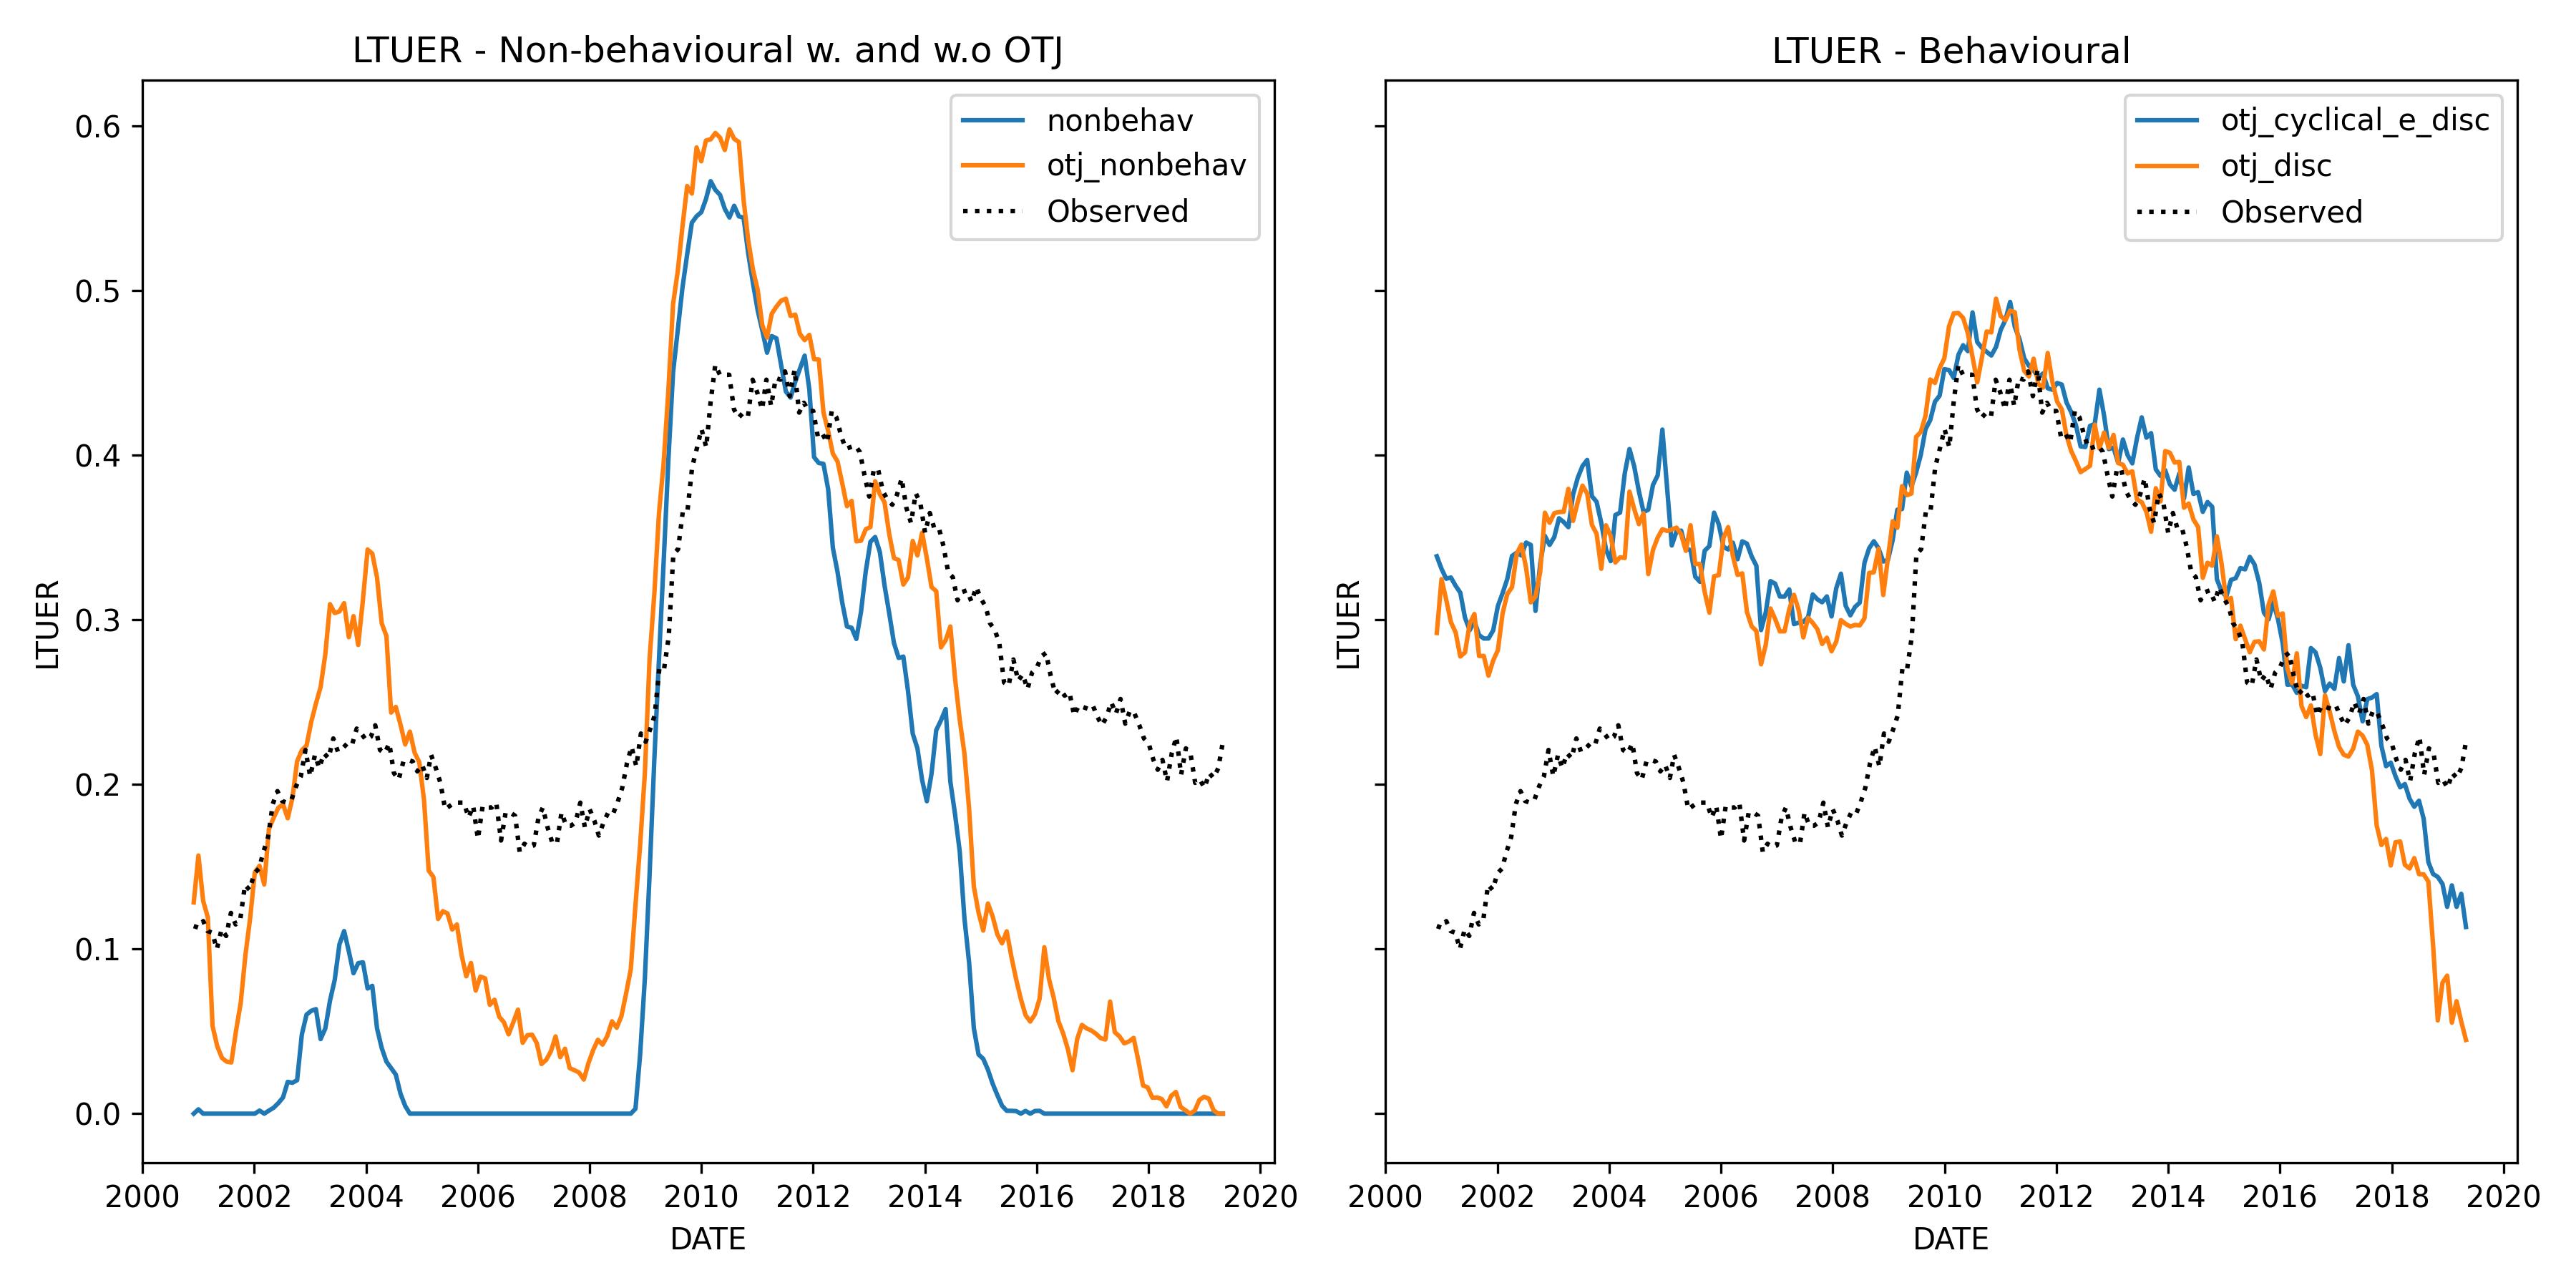 LTUER - Non-behavioural w. and w.o OTJ
nonbehav
otj_nonbehav
Observed
0.6
0.5
0.4
0.3
0.2
0.1
0.0
LTUER
2000 2002 2004 2006 2008 2010 2012 2014 2016 2018 2020
DATE
LTUER - Behavioural
otj_cyclical_e_disc
otj_disc
Observed
LTUER
2000 2002 2004 2006 2008 2010 2012 2014 2016 2018 2020
DATE